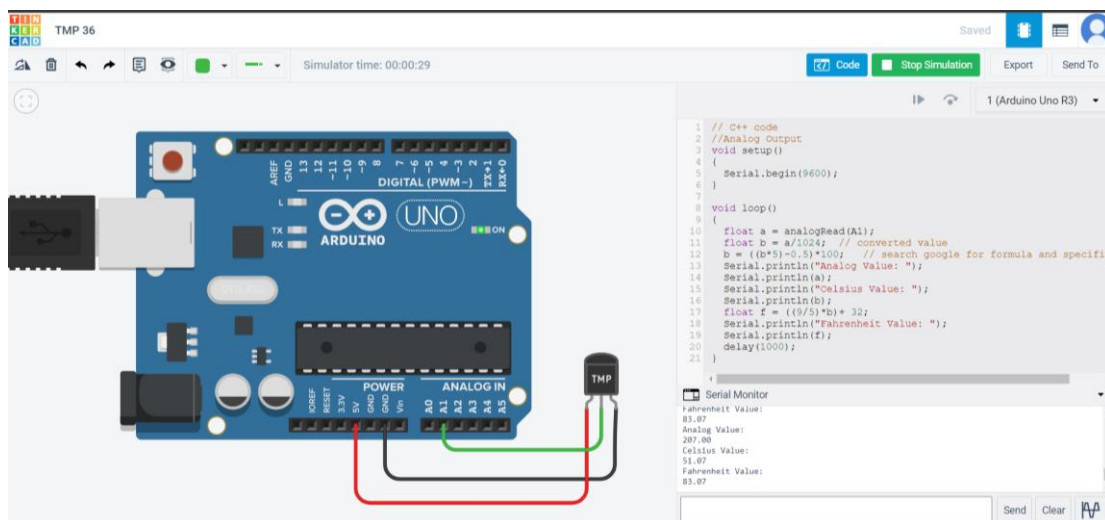 TIN
KER
CAD
TMP 36
Saved
Simulator time: 00:00:29
Code
Stop Simulation
Export
Send To
1 (Arduino Uno R3)
1 // C++ code
2 //Analog Output
3 void setup()
4 {
5 Serial.begin(9600);
6 }
7
8 void loop()
9 {
10 float a = analogRead(A1);
11 float b = a/1024; // converted value
12 b = ((b*5)-0.5)*100; // search google for formula and specifi
13 Serial.println("Analog Value: ");
14 Serial.println(a);
15 Serial.println("Celsius Value: ");
16 Serial.println(b);
17 float f = ((9/5)*b)+ 32;
18 Serial.println("Fahrenheit Value: ");
19 Serial.println(f);
20 delay(1000);
21 }
Serial Monitor
Fahrenheit Value:
83.07
Analog Value:
207.00
Celsius Value:
51.07
Fahrenheit Value:
83.07
Send
Clear
AREF
GND
13
12
~11
~10
~9
8
7
~6
~5
4
~3
2
TX→1
RX←0
DIGITAL (PWM~)
L
TX
RX
ARDUINO
UNO
ON
POWER
ANALOG IN
IOREF
RESET
3.3V
5V
GND
GND
Vin
A0
A1
A2
A3
A4
A5
TMP